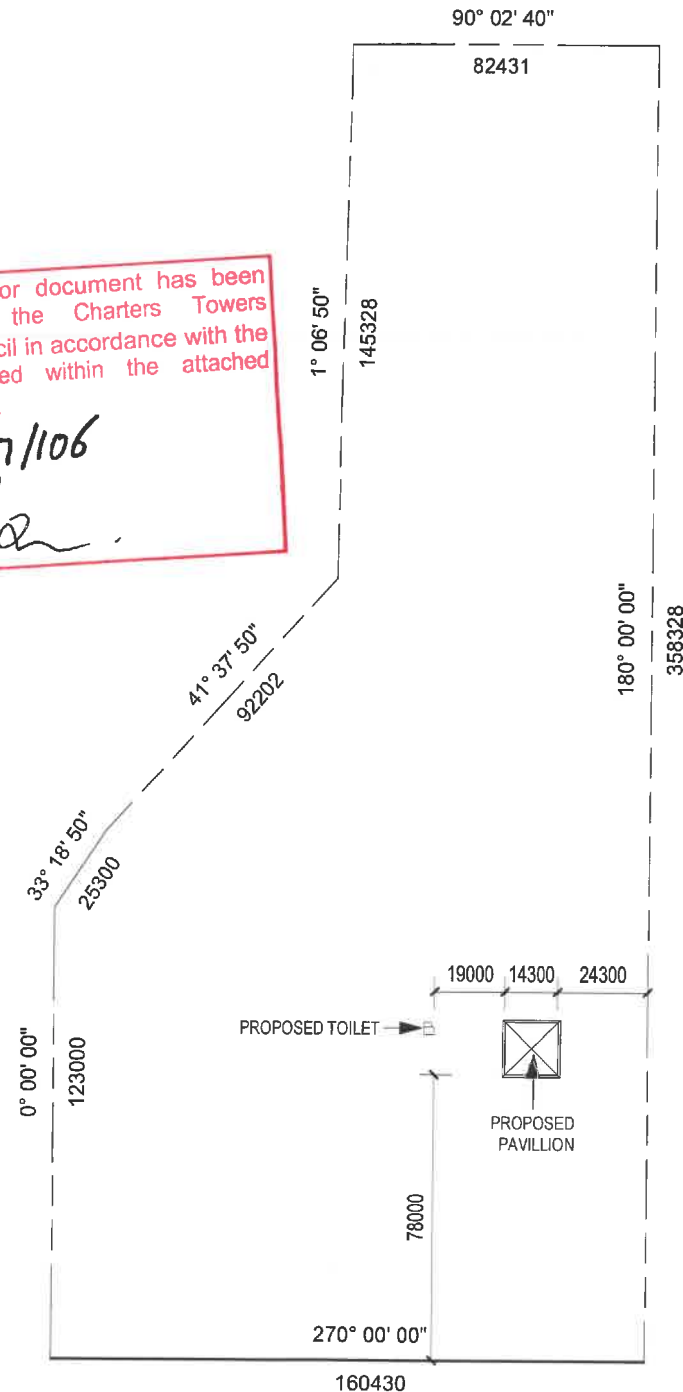 90° 02' 40"
82431
or document has been
the Charters Towers
cil in accordance with the
ed within the attached
/106
1° 06' 50"
145328
41° 37' 50"
92202
180° 00' 00"
358328
33° 18' 50"
25300
19000 14300 24300
PROPOSED TOILET
0° 00' 00"
123000
PROPOSED
PAVILLION
78000
270° 00' 00"
160430